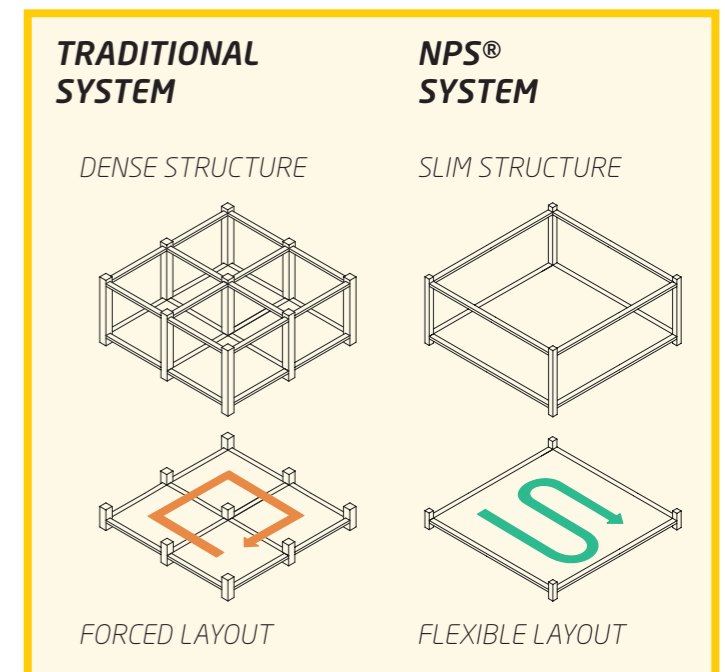 TRADITIONAL
SYSTEM
DENSE STRUCTURE
FORCED LAYOUT
NPS®
SYSTEM
SLIM STRUCTURE
FLEXIBLE LAYOUT